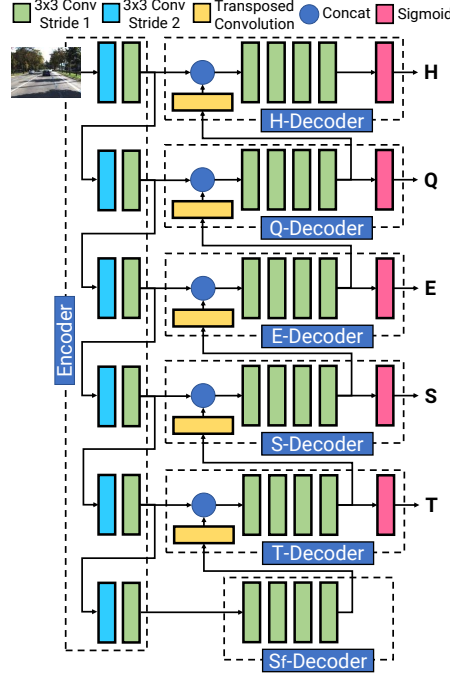 3x3 Conv
Stride 1
3x3 Conv
Stride 2
Transposed
Convolution
Concat
Sigmoid
H
H-Decoder
Q
Q-Decoder
E
E-Decoder
Encoder
S
S-Decoder
T
T-Decoder
Sf-Decoder